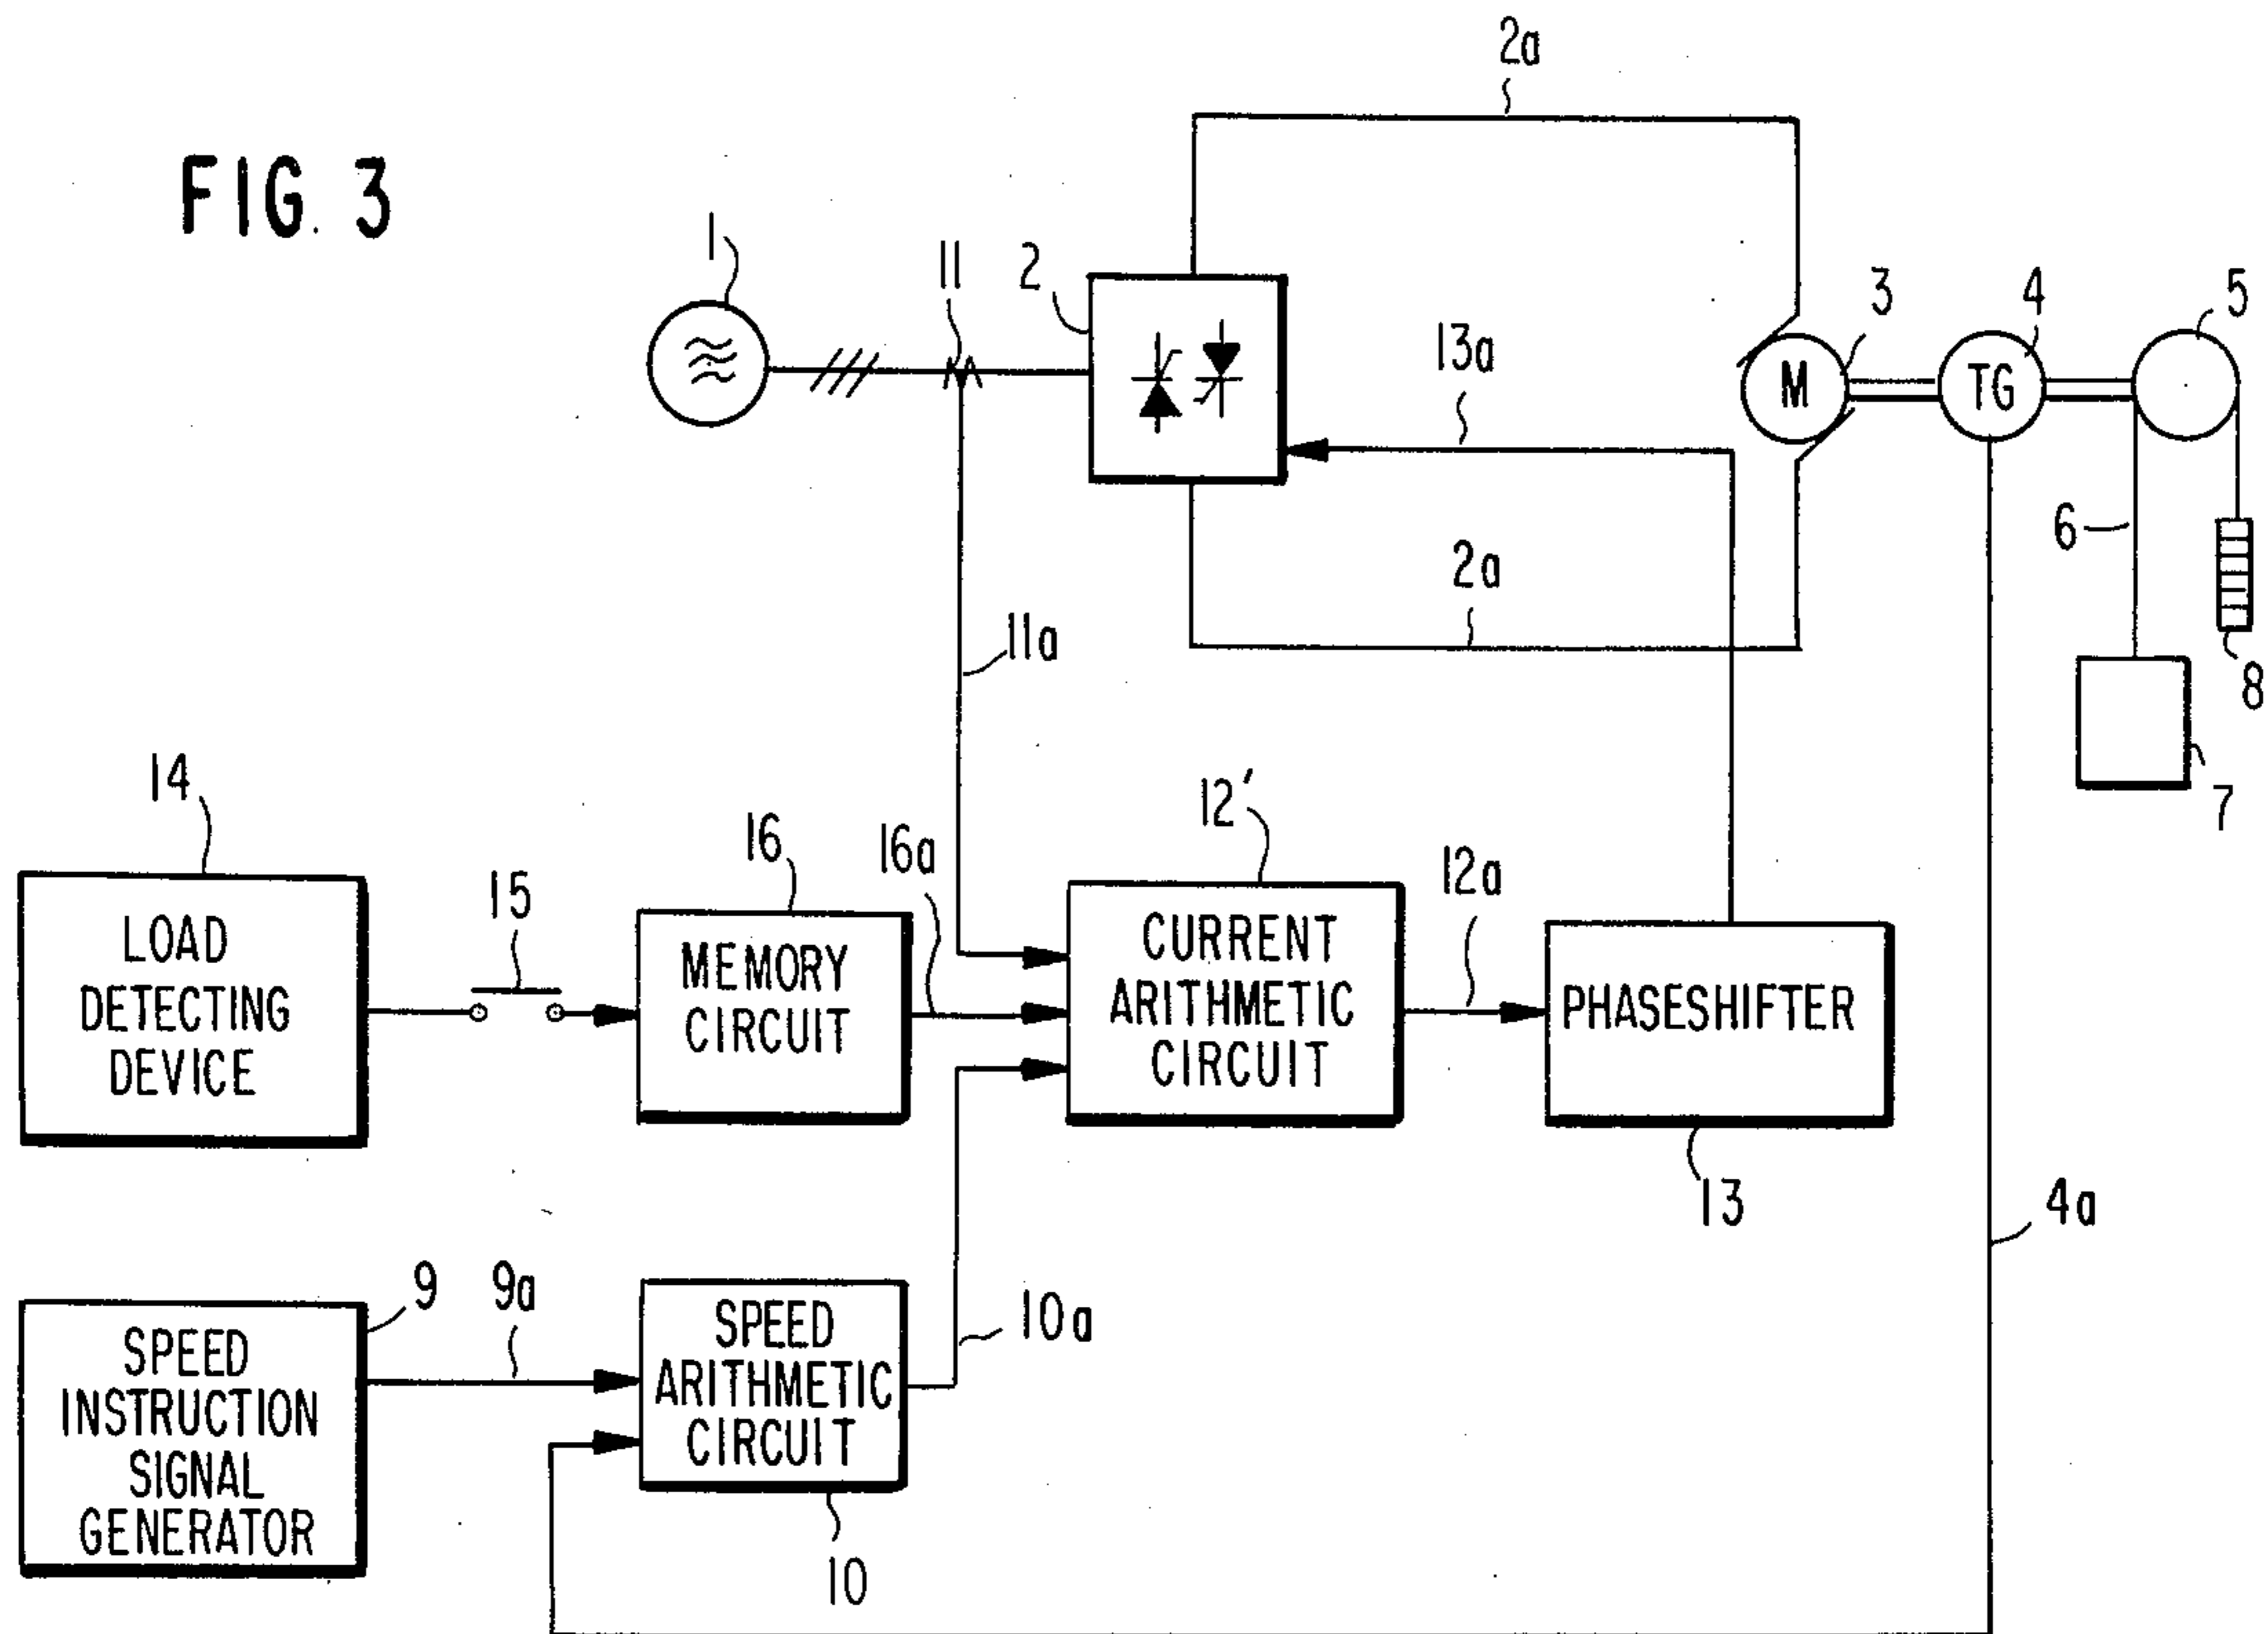 FIG. 3
2a
1
11
2
13a
3
4
5
M
TG
6
2a
8
11a
7
14
15
16
16a
12'
12a
LOAD
DETECTING
DEVICE
MEMORY
CIRCUIT
CURRENT
ARITHMETIC
CIRCUIT
PHASESHIFTER
13
4a
9
9a
10a
SPEED
INSTRUCTION
SIGNAL
GENERATOR
SPEED
ARITHMETIC
CIRCUIT
10